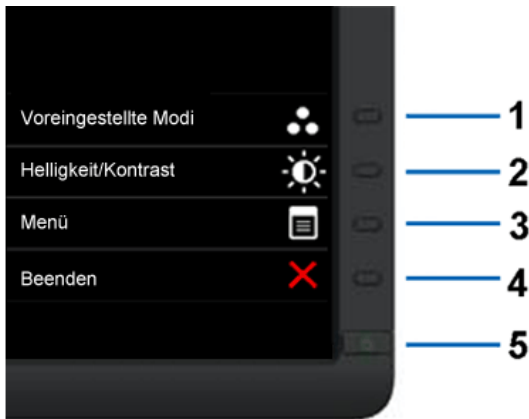 Voreingestellte Modi 1
Helligkeit/Kontrast 2
Menü 3
Beenden 4
5